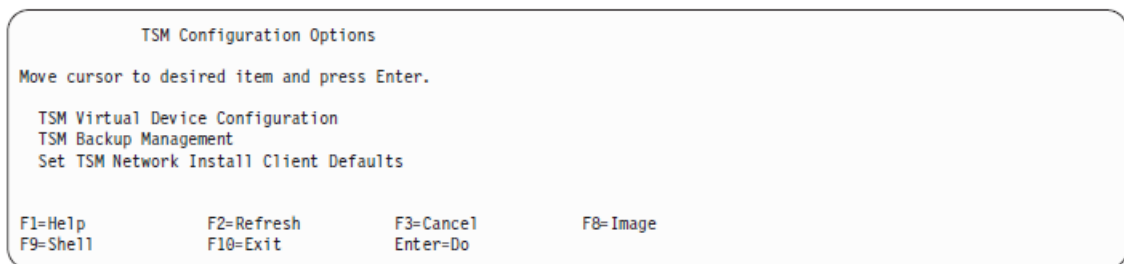 TSM Configuration Options
Move cursor to desired item and press Enter.
TSM Virtual Device Configuration
TSM Backup Management
Set TSM Network Install Client Defaults
F1=Help F2=Refresh F3=Cancel F8=Image
F9=Shell F10=Exit Enter=Do